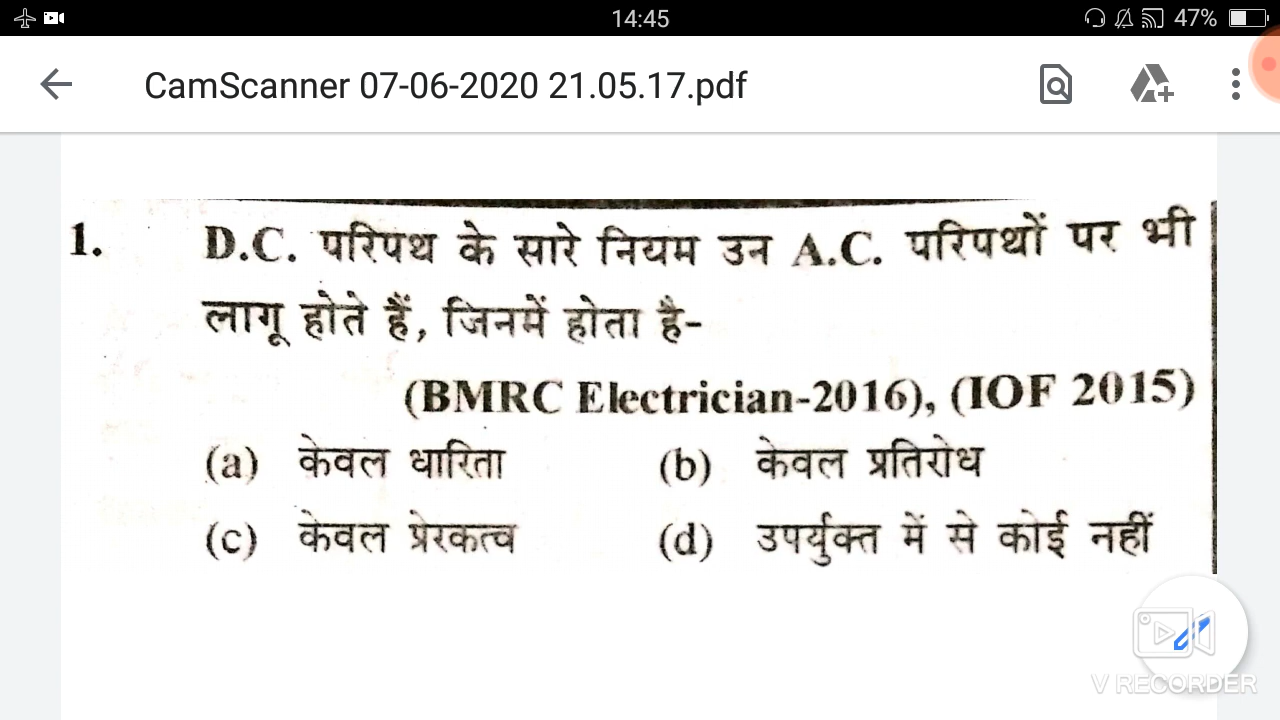 14:45
47%
CamScanner 07-06-2020 21.05.17.pdf
1. D.C. परिपथ के सारे नियम उन A.C. परिपथों पर भी
लागू होते हैं, जिनमें होता है-
(BMRC Electrician-2016), (IOF 2015)
(a) केवल धारिता (b) केवल प्रतिरोध
(c) केवल प्रेरकत्व (d) उपर्युक्त में से कोई नहीं
V RECORDER